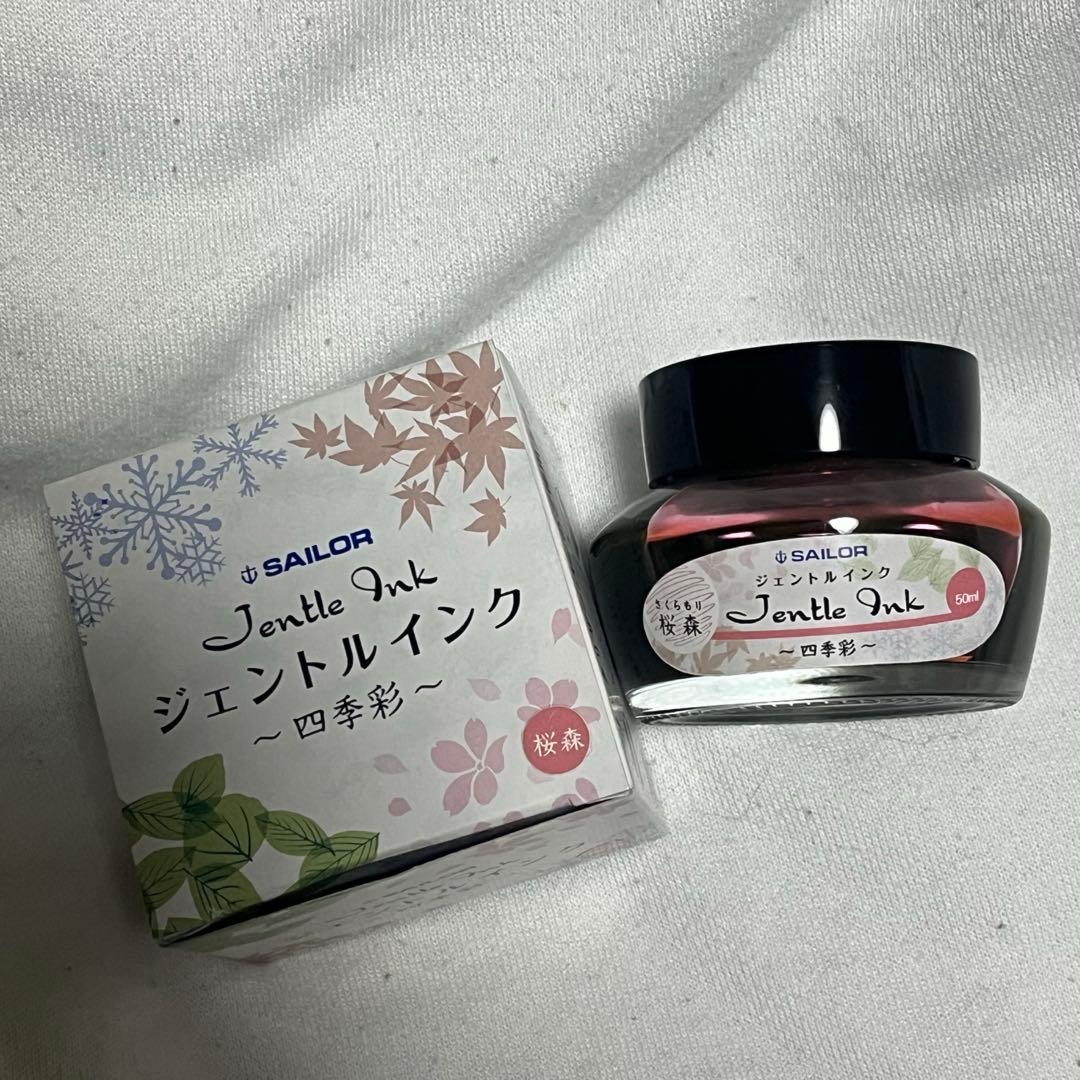 SAILOR
Jentle Ink
ジェントルインク
～四季彩～
桜森
SAILOR
ジェントルインク
Jentle Ink
50ml
さくらもり
桜森
～四季彩～